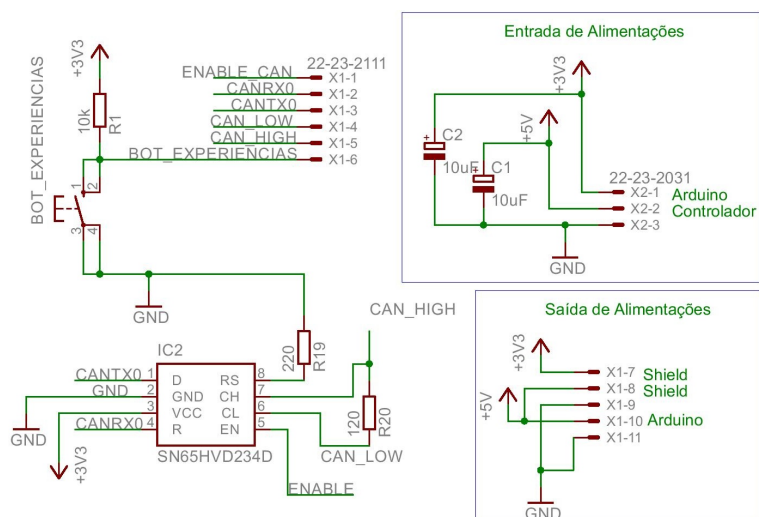 +3V3
BOT_EXPERIENCIAS
10k
R1
1
2
3
4
GND
22-23-2111
ENABLE_CAN
X1-1
CANRX0
X1-2
CANTX0
X1-3
CAN_LOW
X1-4
CAN_HIGH
X1-5
BOT_EXPERIENCIAS
X1-6
Entrada de Alimentações
+3V3
+
C2
10uF
+5V
+
C1
10uF
22-23-2031
X2-1
Arduino
X2-2
Controlador
X2-3
GND
CAN_HIGH
220
R19
IC2
CANTX0
1
D
RS
8
GND
2
GND
CH
7
3
VCC
CL
6
CANRX0
4
R
EN
5
SN65HVD234D
GND
+3V3
120
R20
CAN_LOW
ENABLE
Saída de Alimentações
+3V3
+5V
X1-7
Shield
X1-8
Shield
X1-9
X1-10
Arduino
X1-11
GND